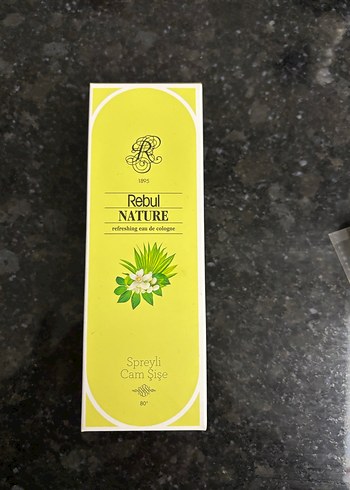 R
1895
Rebul
NATURE
refreshing eau de cologne
Spreyli
Cam Şişe
80°